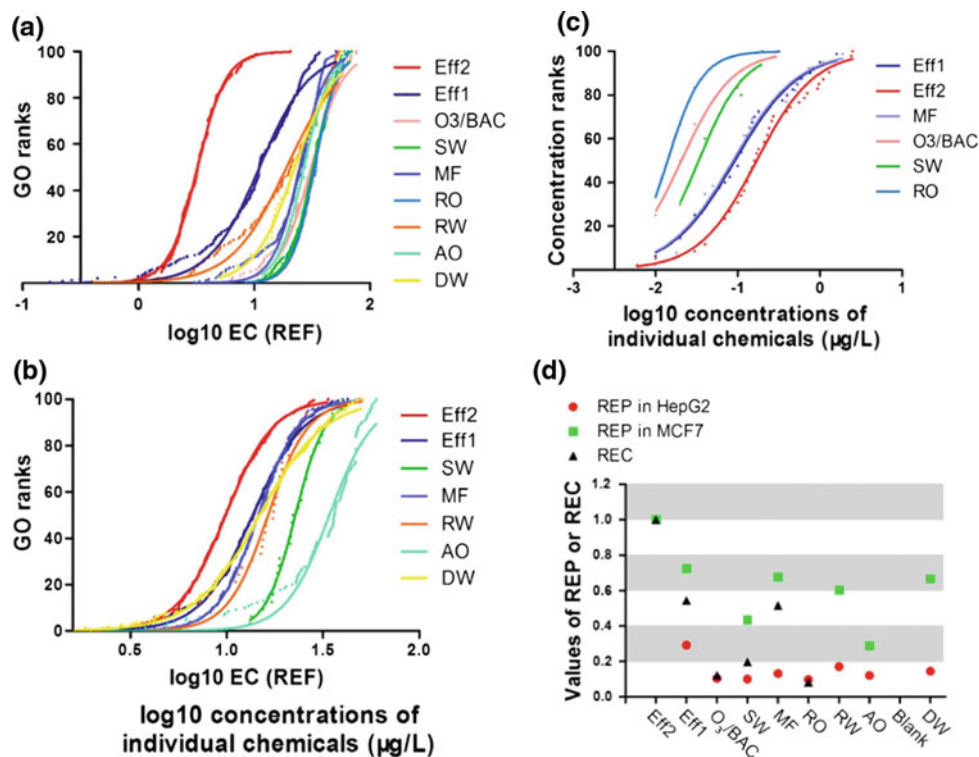 (a)
GO ranks
100
80
60
40
20
0
-1
0
1
2
log10 EC (REF)
Eff2
Eff1
O3/BAC
SW
MF
RO
RW
AO
DW
(b)
GO ranks
100
80
60
40
20
0
0.5
1.0
1.5
2.0
log10 EC (REF)
log10 concentrations of
individual chemicals (µg/L)
Eff2
Eff1
SW
MF
RW
AO
DW
(c)
Concentration ranks
100
80
60
40
20
-3
-2
-1
0
1
log10 concentrations of
individual chemicals (µg/L)
Eff1
Eff2
MF
O3/BAC
SW
RO
(d)
REP in HepG2
REP in MCF7
REC
Values of REP or REC
1.2
1.0
0.8
0.6
0.4
0.2
0.0
Eff2
Eff1
O3/BAC
SW
MF
RO
RW
AO
Blank
DW